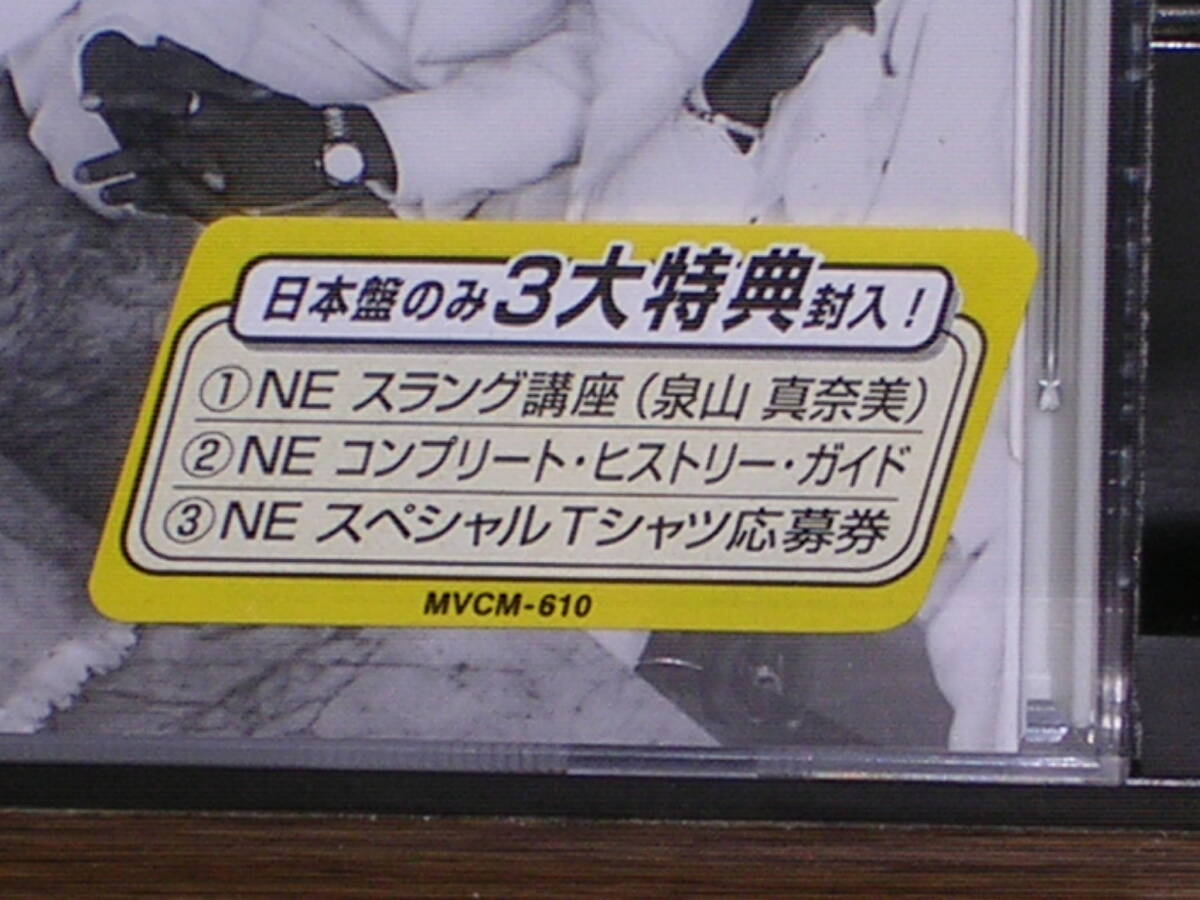 日本盤のみ3大特典封入！
①NE スラング講座（泉山 真奈美）
②NE コンプリート・ヒストリー・ガイド
③NE スペシャルTシャツ応募券
MVCM-610